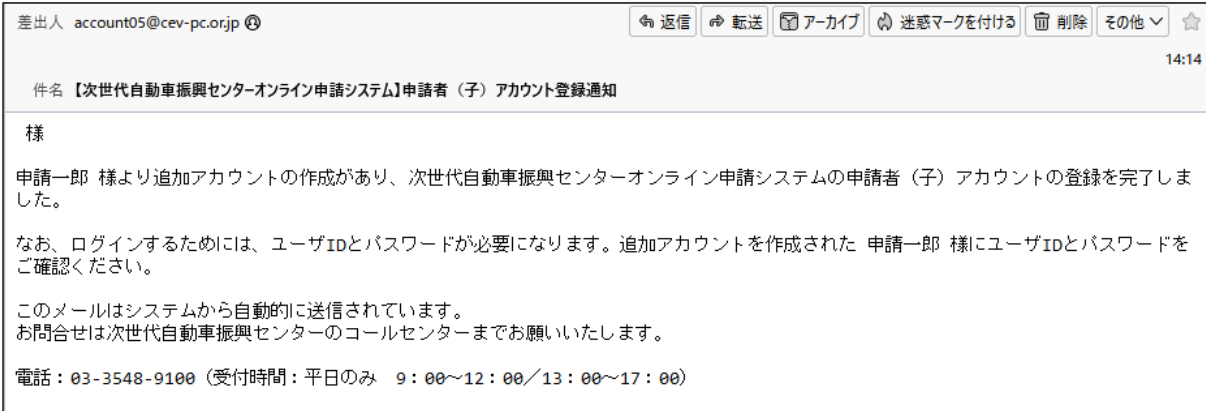 差出人 account05@cev-pc.or.jp 返信 転送 アーカイブ 迷惑マークを付ける 削除 その他
14:14
件名 【次世代自動車振興センターオンライン申請システム】申請者（子）アカウント登録通知
様
申請一郎 様より追加アカウントの作成があり、次世代自動車振興センターオンライン申請システムの申請者（子）アカウントの登録を完了しま
した。
なお、ログインするためには、ユーザIDとパスワードが必要になります。追加アカウントを作成された 申請一郎 様にユーザIDとパスワードを
ご確認ください。
このメールはシステムから自動的に送信されています。
お問合せは次世代自動車振興センターのコールセンターまでお願いいたします。
電話：03-3548-9100（受付時間：平日のみ　9：00～12：00／13：00～17：00）